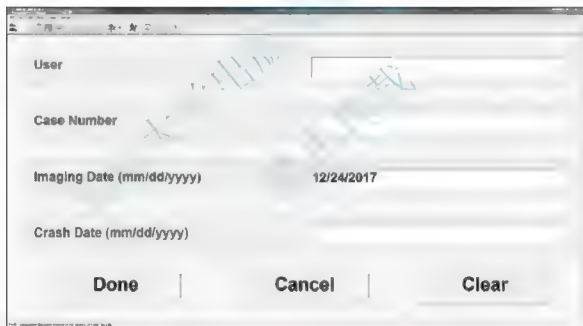 User
Case Number
Imaging Date (mm/dd/yyyy) 12/24/2017
Crash Date (mm/dd/yyyy)
Done Cancel Clear